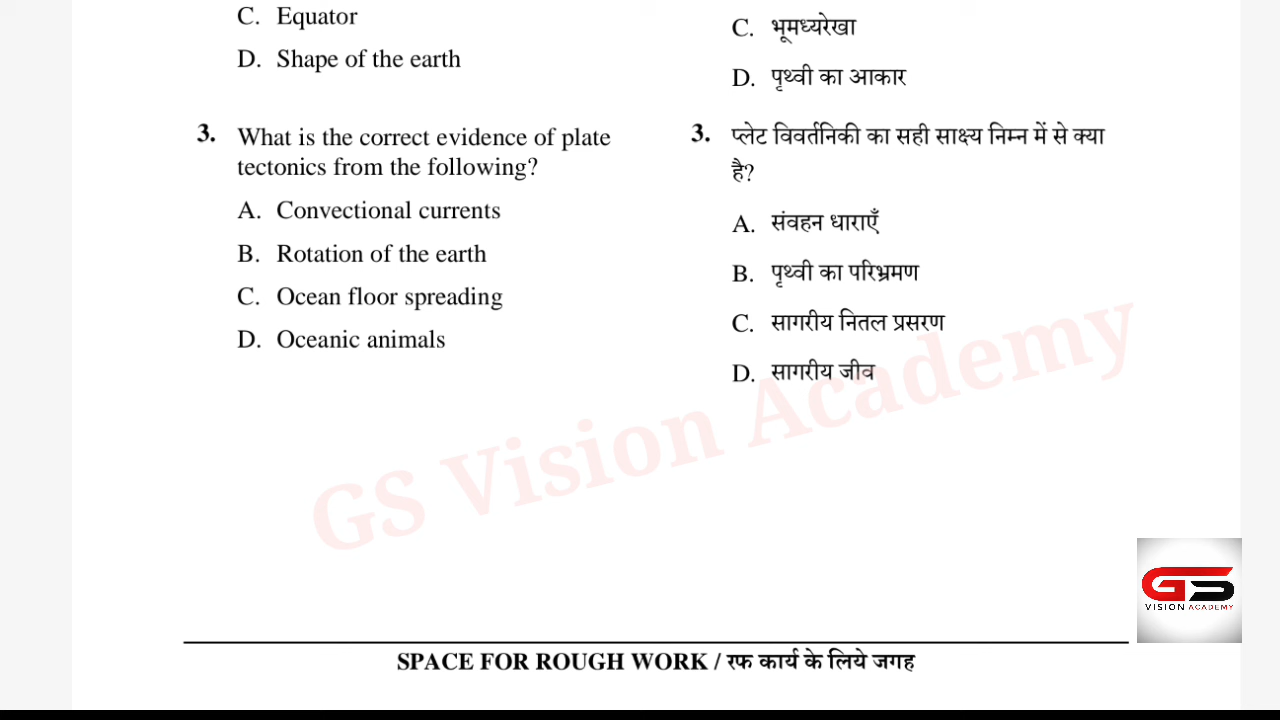 C. Equator
D. Shape of the earth
3. What is the correct evidence of plate
tectonics from the following?
A. Convectional currents
B. Rotation of the earth
C. Ocean floor spreading
D. Oceanic animals
C. भूमध्यरेखा
D. पृथ्वी का आकार
3. प्लेट विवर्तनिकी का सही साक्ष्य निम्न में से क्या
है?
A. संवहन धाराएँ
B. पृथ्वी का परिभ्रमण
C. सागरीय नितल प्रसरण
D. सागरीय जीव
GS Vision Academy
GS
VISION ACADEMY
SPACE FOR ROUGH WORK / रफ कार्य के लिये जगह